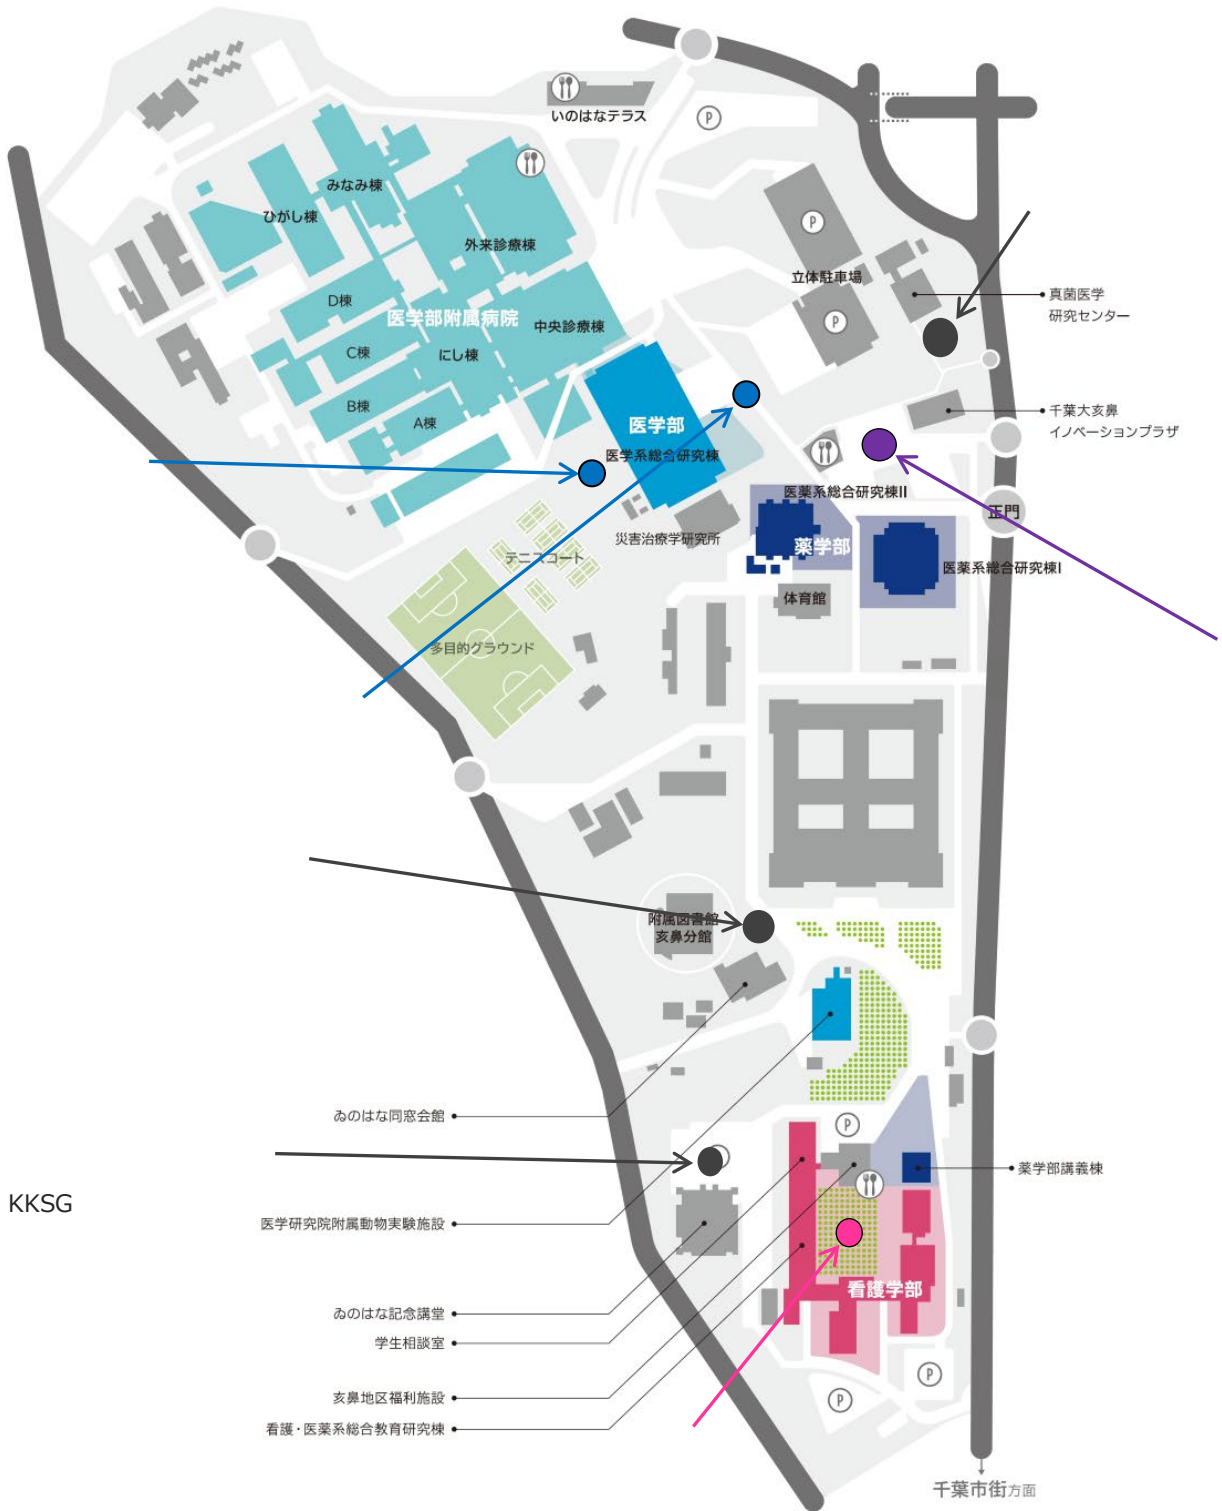 いのはなテラス
P
みなみ棟
ひがし棟
外来診療棟
P
立体駐車場
D棟
医学部附属病院
中央診療棟
P
真菌医学
研究センター
C棟
にし棟
B棟
A棟
医学部
医学系総合研究棟
千葉大亥鼻
イノベーションプラザ
医薬系総合研究棟II
正門
災害治療学研究所
薬学部
テニスコート
医薬系総合研究棟I
体育館
多目的グラウンド
附属図書館
亥鼻分館
ゐのはな同窓会館
P
薬学部講義棟
KKSG
医学研究院附属動物実験施設
看護学部
ゐのはな記念講堂
学生相談室
P
亥鼻地区福利施設
P
看護・医薬系総合教育研究棟
千葉市街方面